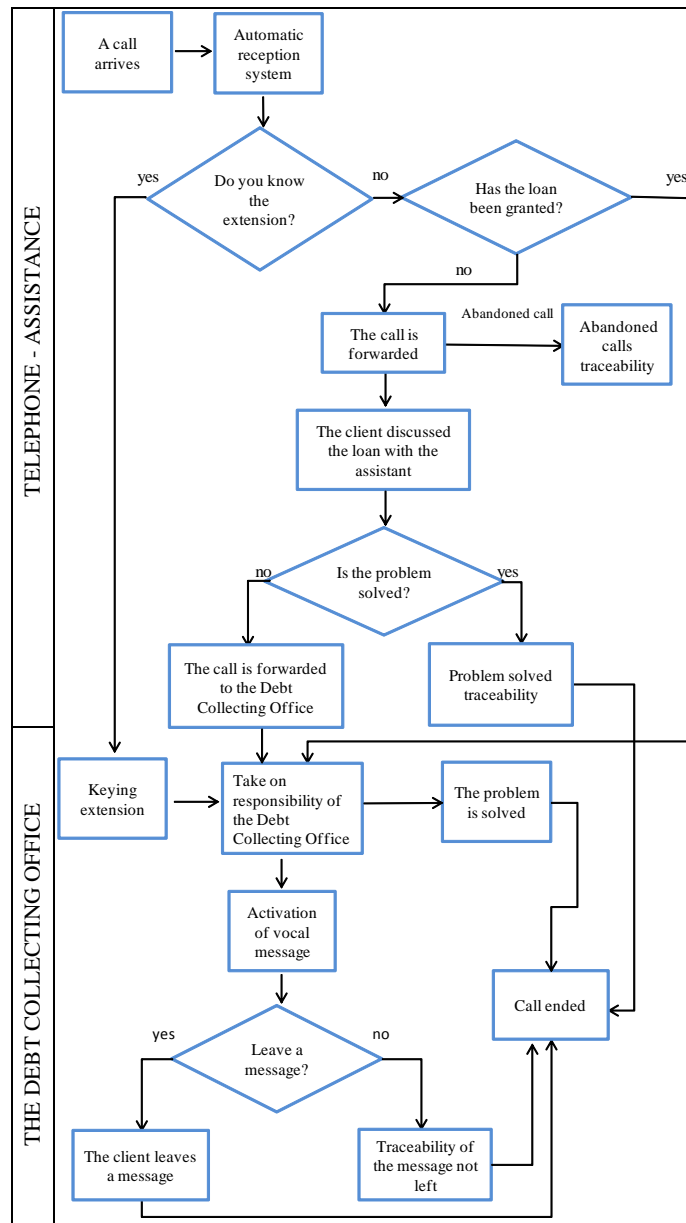 A call
arrives
Automatic
reception
system
yes
Do you know
the
extension?
no
Has the loan
been granted?
yes
no
The call is
forwarded
Abandoned call
Abandoned
calls
traceability
The client discussed
the loan with the
assistant
no
Is the problem
solved?
yes
The call is forwarded
to the Debt
Collecting Office
Problem solved
traceability
TELEPHONE - ASSISTANCE
Keying
extension
Take on
responsibility of
the Debt
Collecting Office
The problem
is solved
Activation
of vocal
message
Call ended
yes
Leave a
message?
no
The client leaves
a message
Traceability of
the message not
left
THE DEBT COLLECTING OFFICE